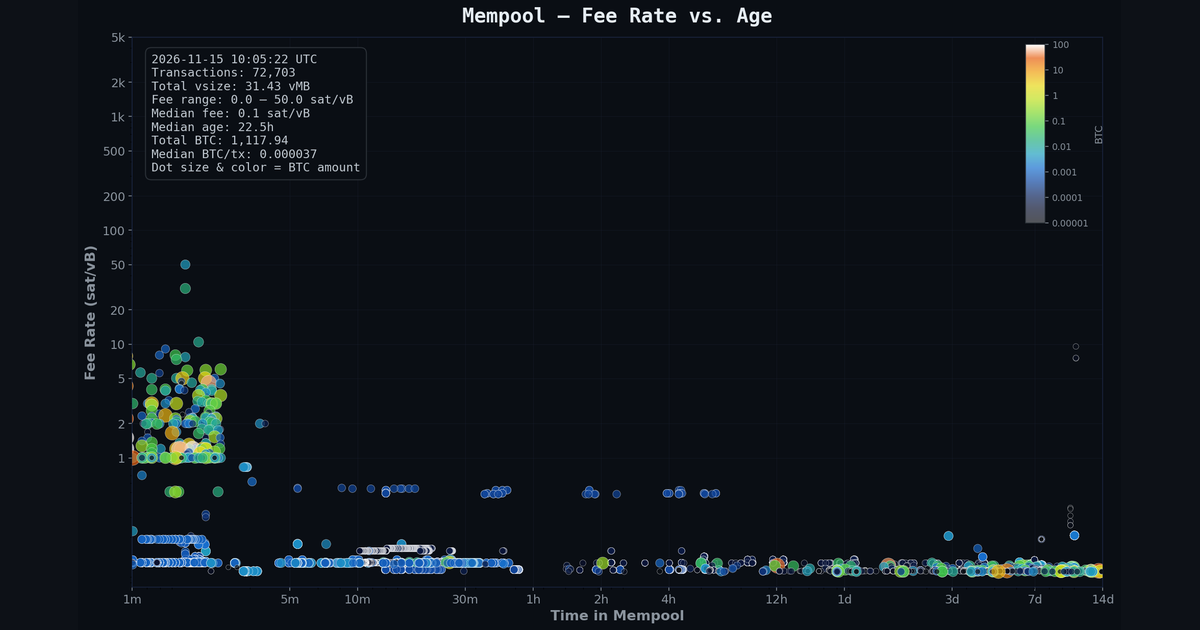 Mempool — Fee Rate vs. Age
2026-11-15 10:05:22 UTC
Transactions: 72,703
Total vsize: 31.43 vMB
Fee range: 0.0 — 50.0 sat/vB
Median fee: 0.1 sat/vB
Median age: 22.5h
Total BTC: 1,117.94
Median BTC/tx: 0.000037
Dot size & color = BTC amount
100
10
1
0.1
0.01
0.001
0.0001
0.00001
BTC
Fee Rate (sat/vB)
5k
2k
1k
500
200
100
50
20
10
5
2
1
1m
5m
10m
30m
1h
2h
4h
12h
1d
3d
7d
14d
Time in Mempool